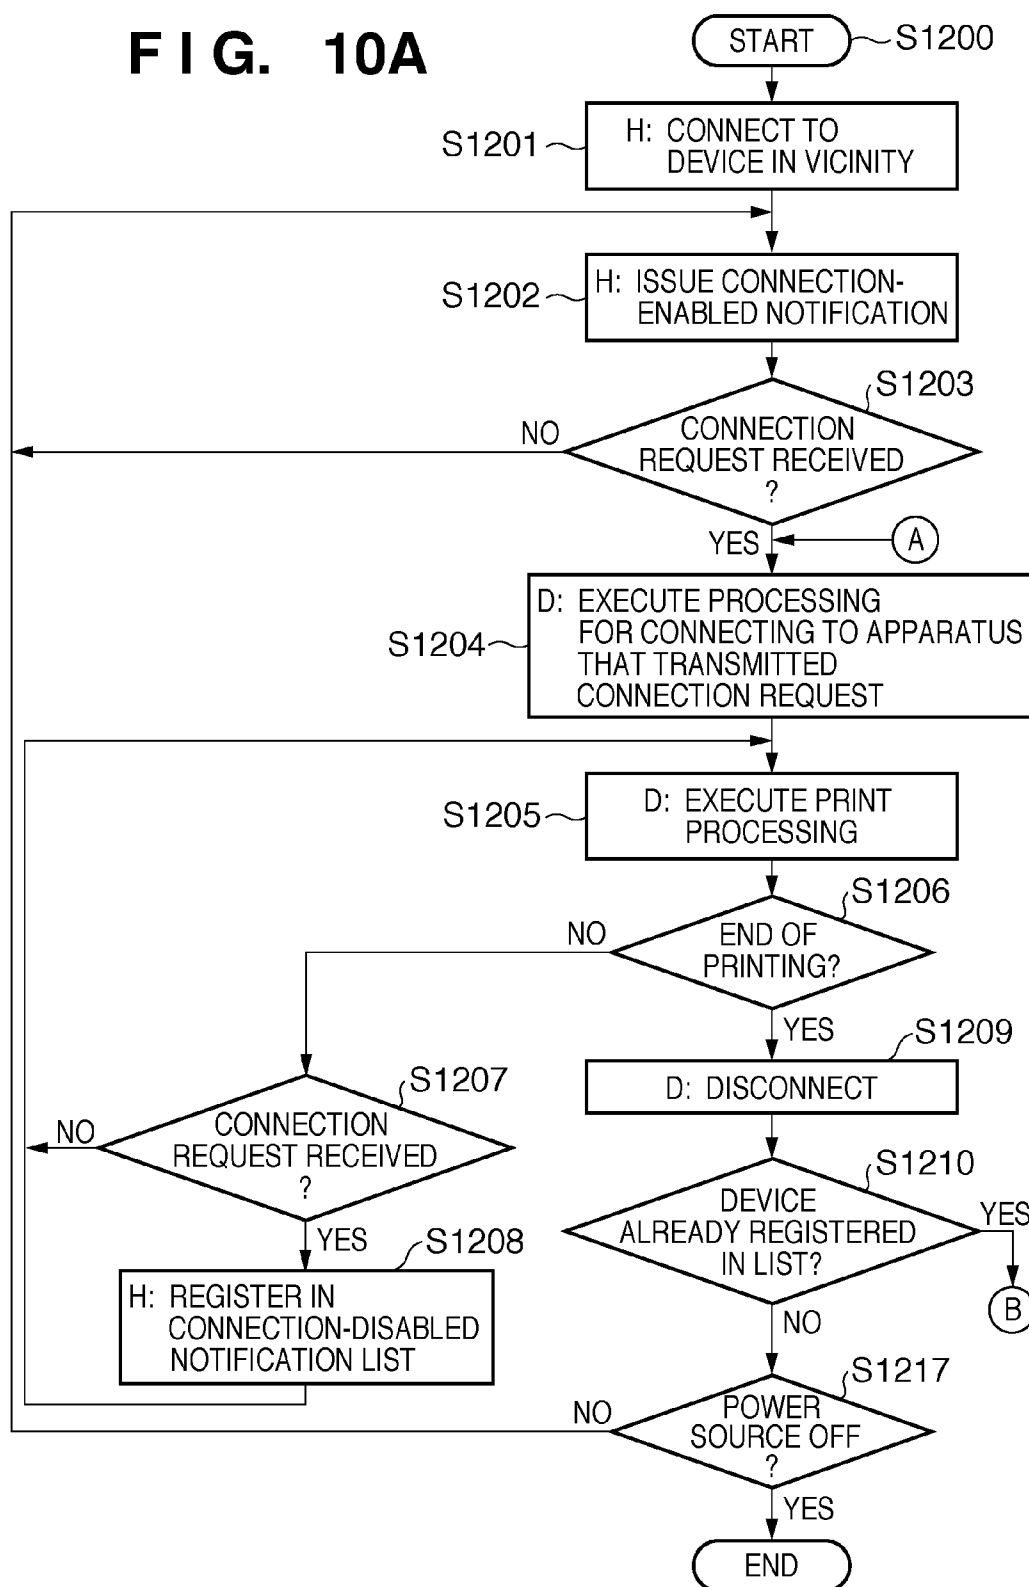 FIG. 10A
START
S1200
S1201
H: CONNECT TO
DEVICE IN VICINITY
S1202
H: ISSUE CONNECTION-
ENABLED NOTIFICATION
S1203
CONNECTION
REQUEST RECEIVED
?
NO
YES
A
S1204
D: EXECUTE PROCESSING
FOR CONNECTING TO APPARATUS
THAT TRANSMITTED
CONNECTION REQUEST
S1205
D: EXECUTE PRINT
PROCESSING
S1206
END OF
PRINTING?
NO
YES
S1209
D: DISCONNECT
S1207
CONNECTION
REQUEST RECEIVED
?
NO
YES
S1208
H: REGISTER IN
CONNECTION-DISABLED
NOTIFICATION LIST
S1210
DEVICE
ALREADY REGISTERED
IN LIST?
YES
B
NO
S1217
POWER
SOURCE OFF
?
NO
YES
END